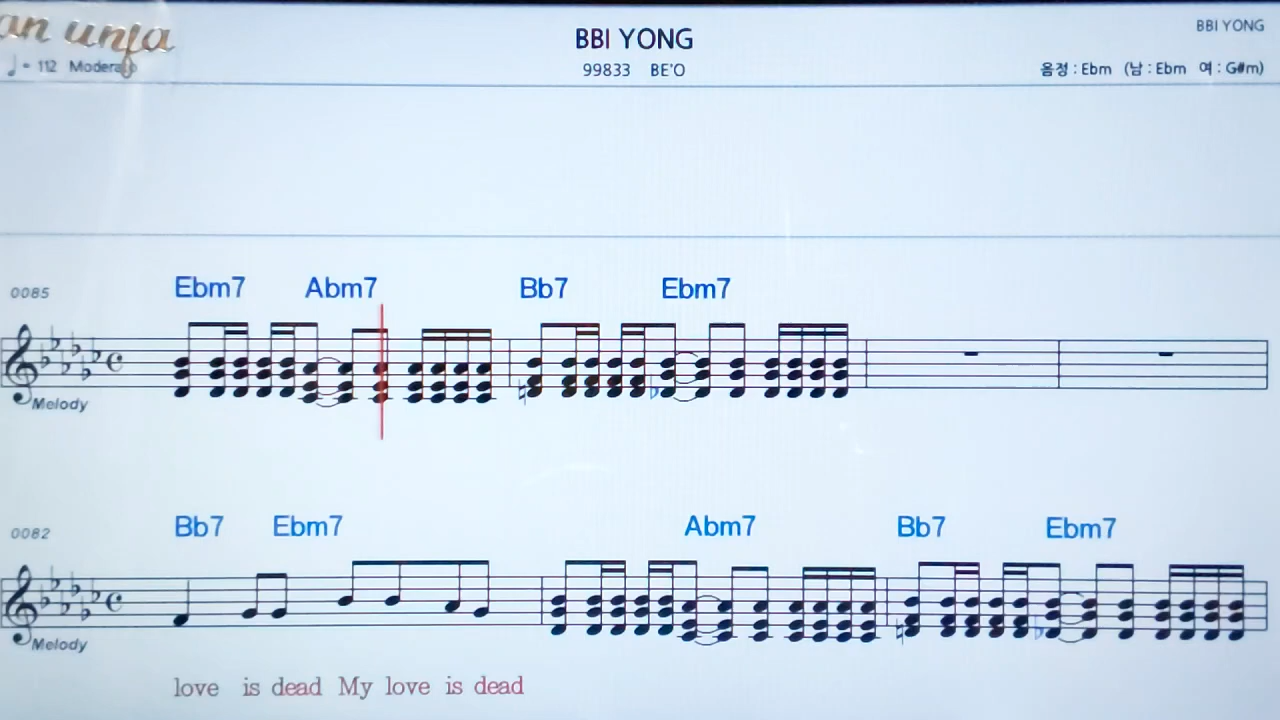 an unfa
BBI YONG
BBI YONG
♩= 112 Moderato
99833 BE'O
음정 : Ebm (남 : Ebm 여 : G#m)
0085
Ebm7 Abm7 Bb7 Ebm7
Melody
0082
Bb7 Ebm7 Abm7 Bb7 Ebm7
Melody
love is dead My love is dead